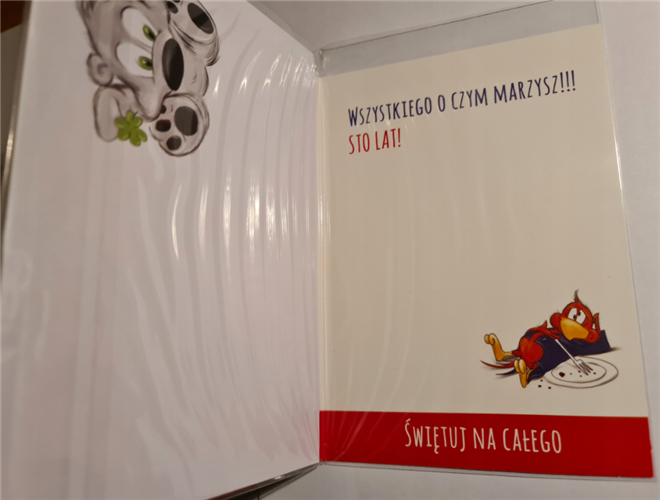 Wszystkiego o czym marzysz!!!
STO LAT!
Świętuj na całego